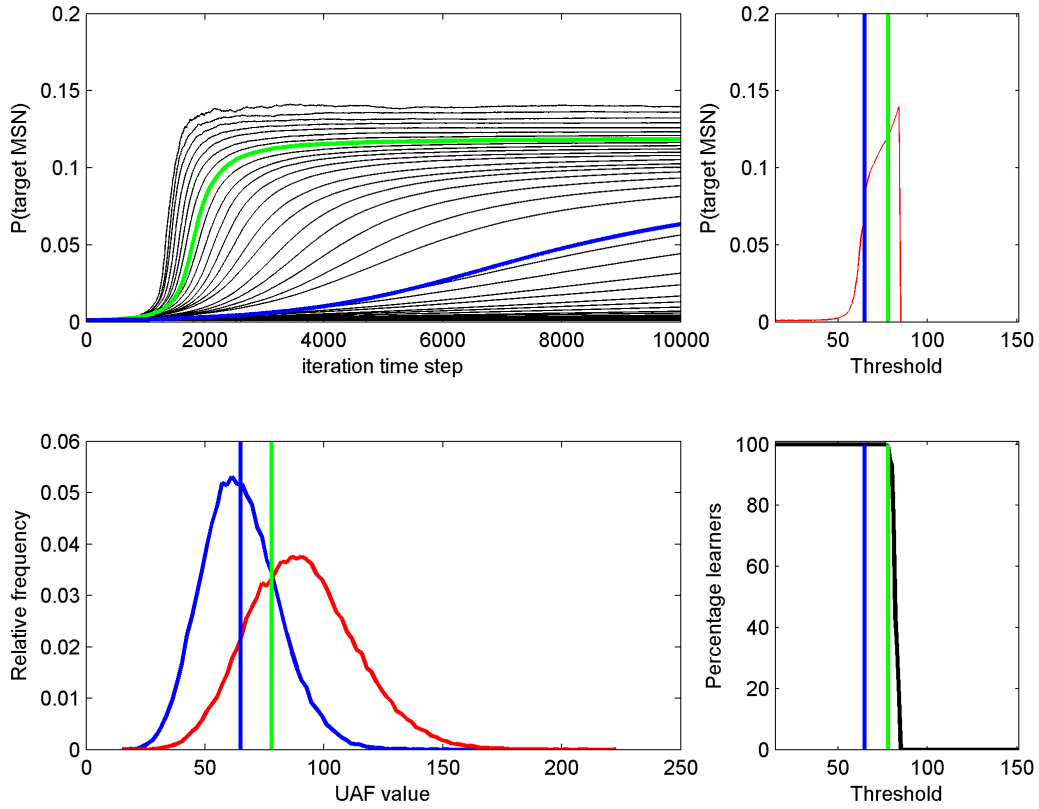 P(target MSN)
0.2
0.15
0.1
0.05
0
0 2000 4000 6000 8000 10000
iteration time step
P(target MSN)
0.2
0.15
0.1
0.05
0
50 100 150
Threshold
Relative frequency
0.06
0.05
0.04
0.03
0.02
0.01
0
0 50 100 150 200 250
UAF value
Percentage learners
100
80
60
40
20
0
50 100 150
Threshold